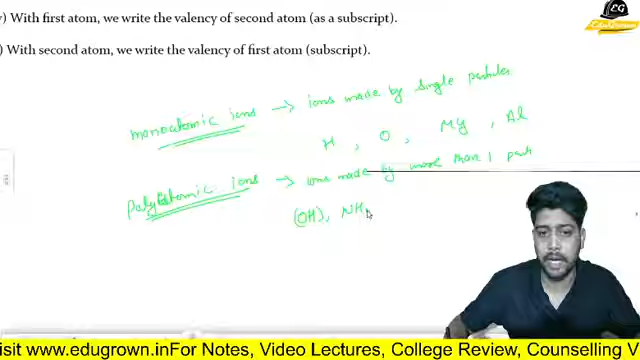 ) With first atom, we write the valency of second atom (as a subscript).
) With second atom, we write the valency of first atom (subscript).
monoatomic ions → ions made by single particles
H , O , Mg , Al
polyatomic ions → ions made by more than 1 part
(OH), NH
EG
EduGrown
isit www.edugrown.inFor Notes, Video Lectures, College Review, Counselling V